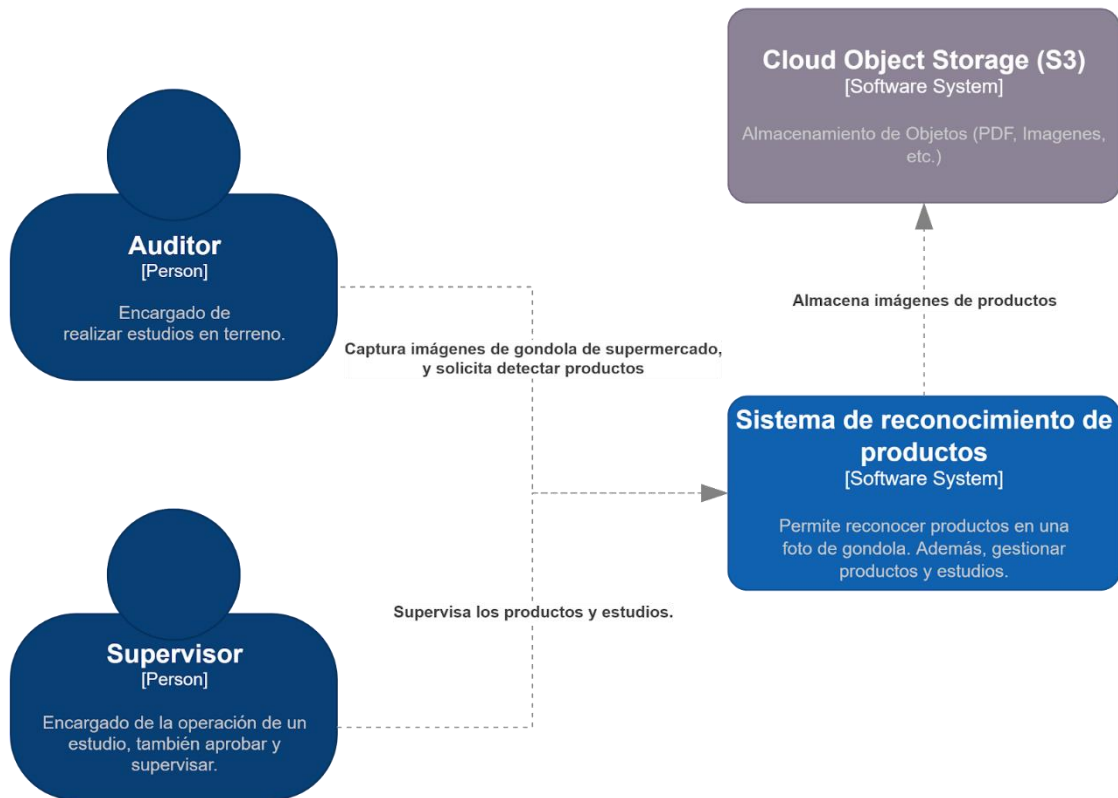 Cloud Object Storage (S3)
[Software System]
Almacenamiento de Objetos (PDF, Imagenes,
etc.)
Auditor
[Person]
Encargado de
realizar estudios en terreno.
Almacena imágenes de productos
Captura imágenes de gondola de supermercado,
y solicita detectar productos
Sistema de reconocimiento de
productos
[Software System]
Permite reconocer productos en una
foto de gondola. Además, gestionar
productos y estudios.
Supervisa los productos y estudios.
Supervisor
[Person]
Encargado de la operación de un
estudio, también aprobar y
supervisar.